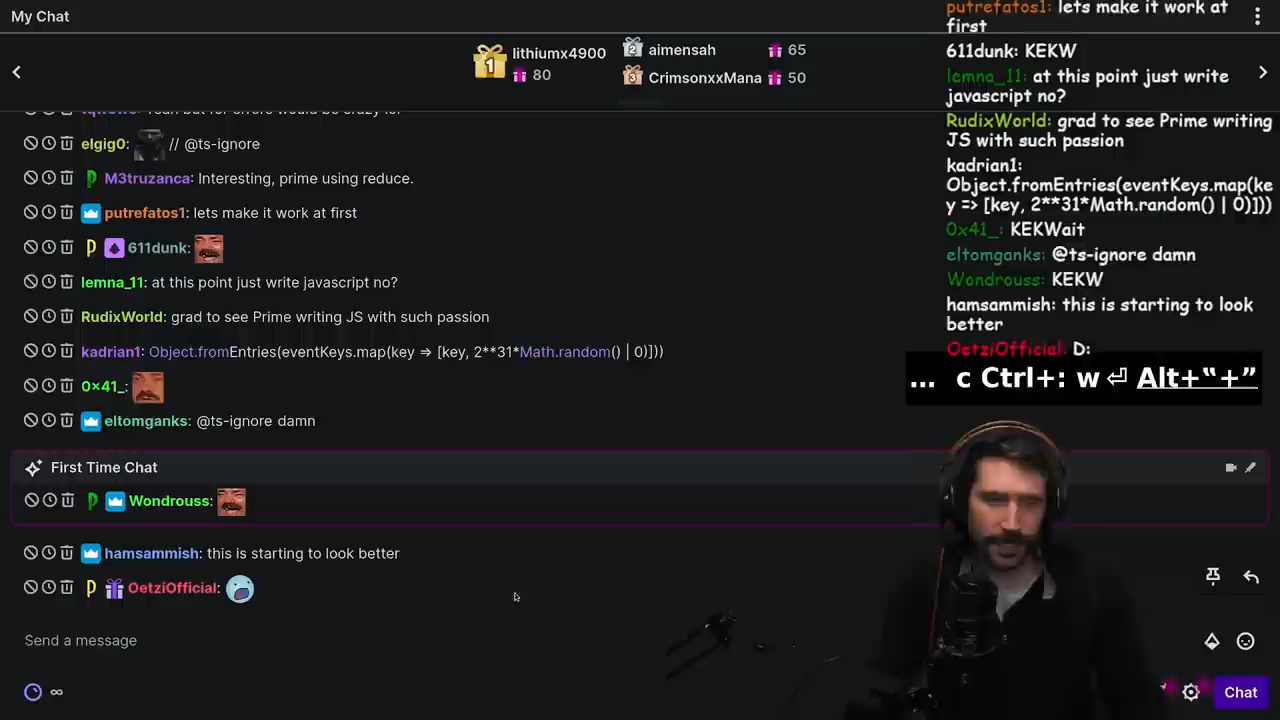 My Chat
lithiumx4900
80
1
2
aimensah
65
3
CrimsonxxMana
50
elgig0: // @ts-ignore
M3truzanca: Interesting, prime using reduce.
putrefatos1: lets make it work at first
611dunk:
lemna_11: at this point just write javascript no?
RudixWorld: grad to see Prime writing JS with such passion
kadrian1: Object.fromEntries(eventKeys.map(key => [key, 2**31*Math.random() | 0)]))
0x41_:
eltomganks: @ts-ignore damn
First Time Chat
Wondrouss:
hamsammish: this is starting to look better
OetziOfficial:
Send a message
∞
Chat
putrefatos1: lets make it work at
first
611dunk: KEKW
lemna_11: at this point just write
javascript no?
RudixWorld: grad to see Prime writing
JS with such passion
kadrian1:
Object.fromEntries(eventKeys.map(ke
y => [key, 2**31*Math.random() | 0)]))
0x41_: KEKWait
eltomganks: @ts-ignore damn
Wondrouss: KEKW
hamsammish: this is starting to look
better
OetziOfficial: D:
... c Ctrl+: w⏎ Alt+“+”